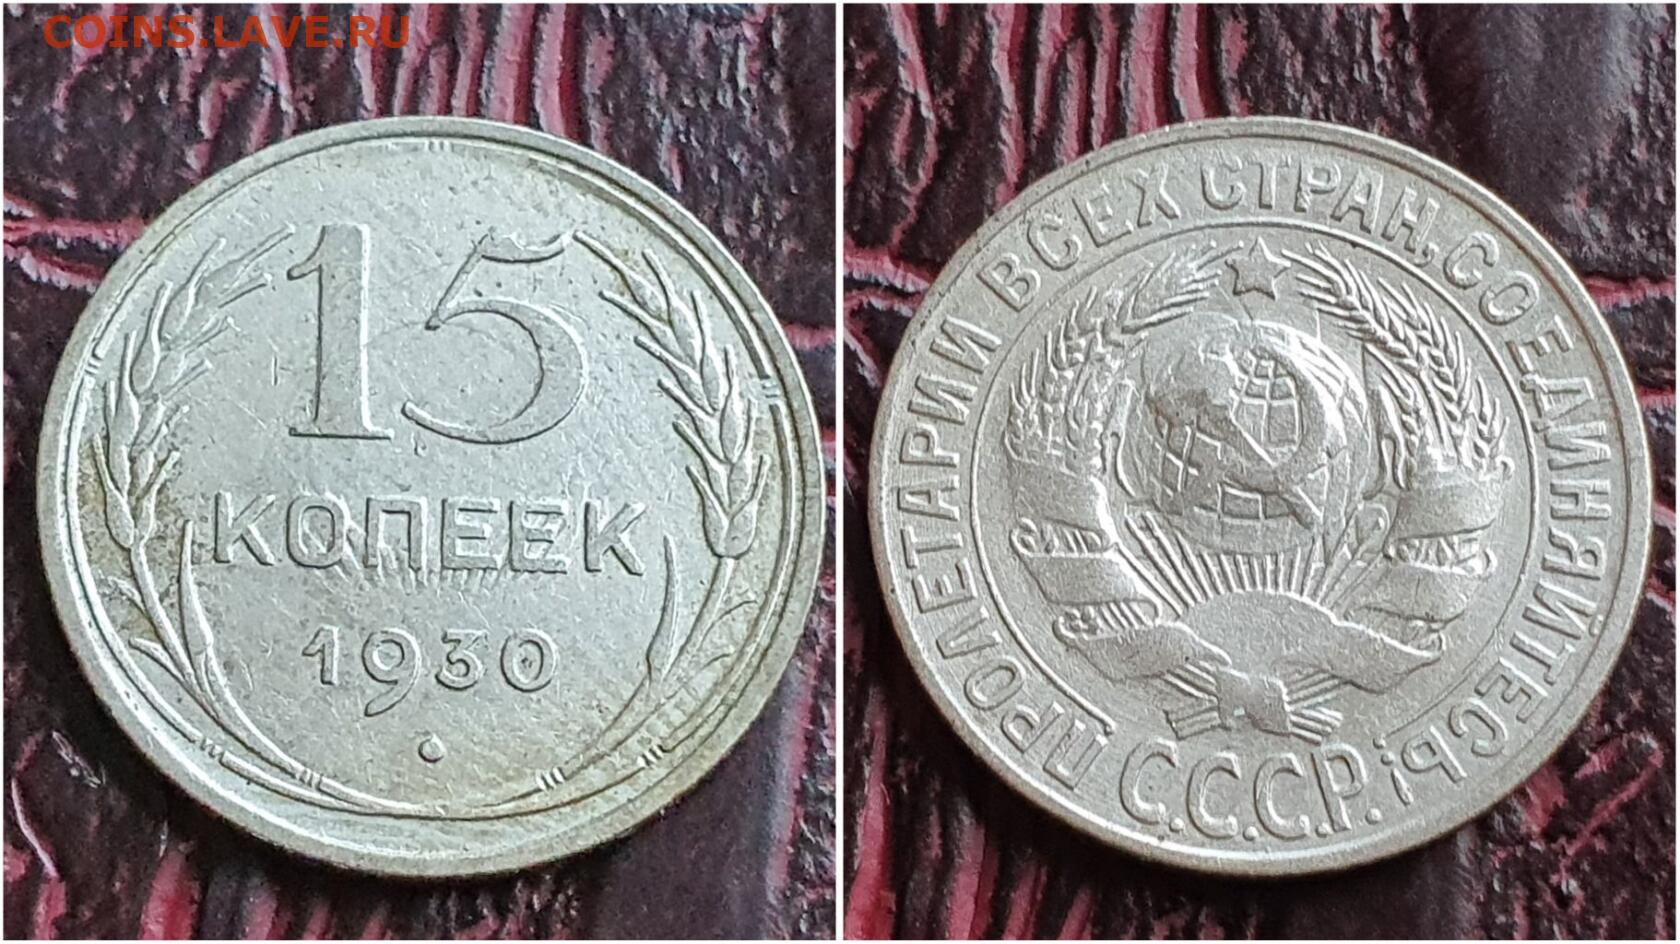 COINS.LAVE.RU
15
КОПЕЕК
1930
ПРОЛЕТАРИИ ВСЕХ СТРАН, СОЕДИНЯЙТЕСЬ!
С.С.С.Р.